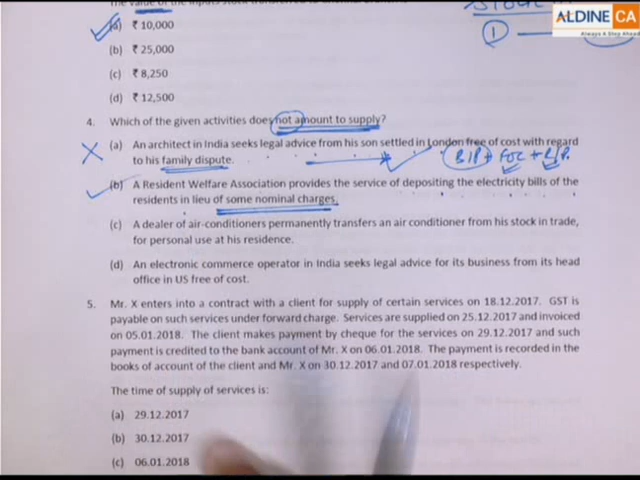 ALDINE CA
Always A Step Ahead
(a) ₹ 10,000
(b) ₹ 25,000
(c) ₹ 8,250
(d) ₹ 12,500
4. Which of the given activities does not amount to supply?
(a) An architect in India seeks legal advice from his son settled in London free of cost with regard
to his family dispute.
BIP + FOC + R.P.
(b) A Resident Welfare Association provides the service of depositing the electricity bills of the
residents in lieu of some nominal charges.
(c) A dealer of air-conditioners permanently transfers an air conditioner from his stock in trade,
for personal use at his residence.
(d) An electronic commerce operator in India seeks legal advice for its business from its head
office in US free of cost.
5. Mr. X enters into a contract with a client for supply of certain services on 18.12.2017. GST is
payable on such services under forward charge. Services are supplied on 25.12.2017 and invoiced
on 05.01.2018. The client makes payment by cheque for the services on 29.12.2017 and such
payment is credited to the bank account of Mr. X on 06.01.2018. The payment is recorded in the
books of account of the client and Mr. X on 30.12.2017 and 07.01.2018 respectively.
The time of supply of services is:
(a) 29.12.2017
(b) 30.12.2017
(c) 06.01.2018